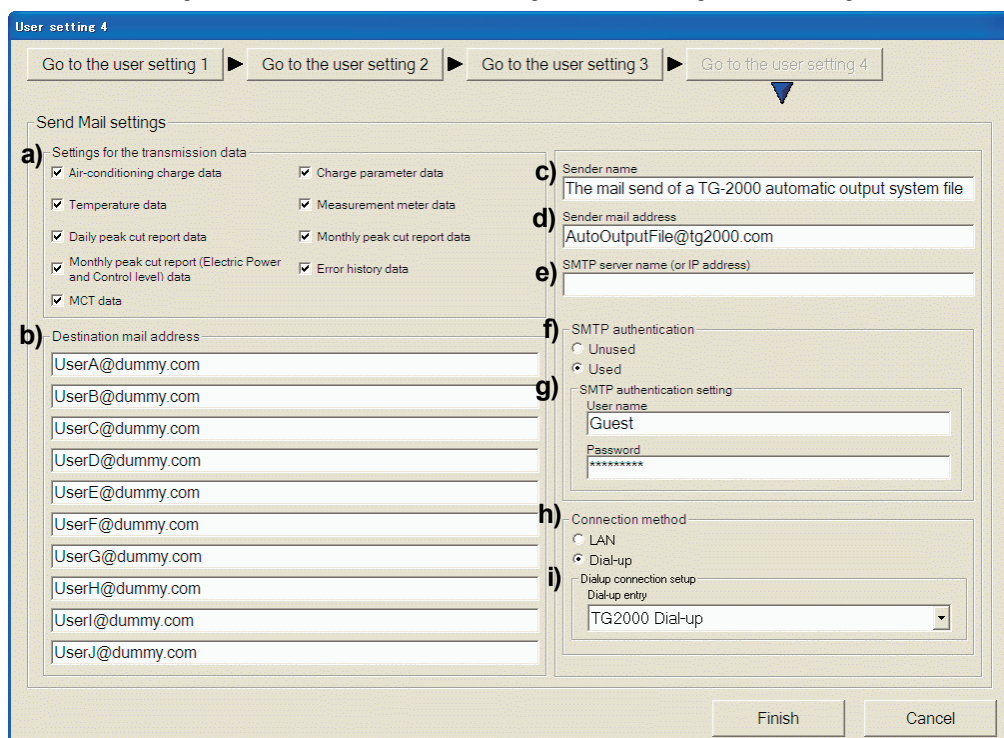 User setting 4
Go to the user setting 1 Go to the user setting 2 Go to the user setting 3 Go to the user setting 4
Send Mail settings
a) Settings for the transmission data
Air-conditioning charge data
Charge parameter data
Temperature data
Measurement meter data
Daily peak cut report data
Monthly peak cut report data
Monthly peak cut report (Electric Power
and Control level) data
Error history data
MCT data
b) Destination mail address
UserA@dummy.com
UserB@dummy.com
UserC@dummy.com
UserD@dummy.com
UserE@dummy.com
UserF@dummy.com
UserG@dummy.com
UserH@dummy.com
UserI@dummy.com
UserJ@dummy.com
c) Sender name
The mail send of a TG-2000 automatic output system file
d) Sender mail address
AutoOutputFile@tg2000.com
e) SMTP server name (or IP address)
f) SMTP authentication
Unused
Used
g) SMTP authentication setting
User name
Guest
Password
*********
h) Connection method
LAN
Dial-up
i) Dialup connection setup
Dial-up entry
TG2000 Dial-up
Finish Cancel